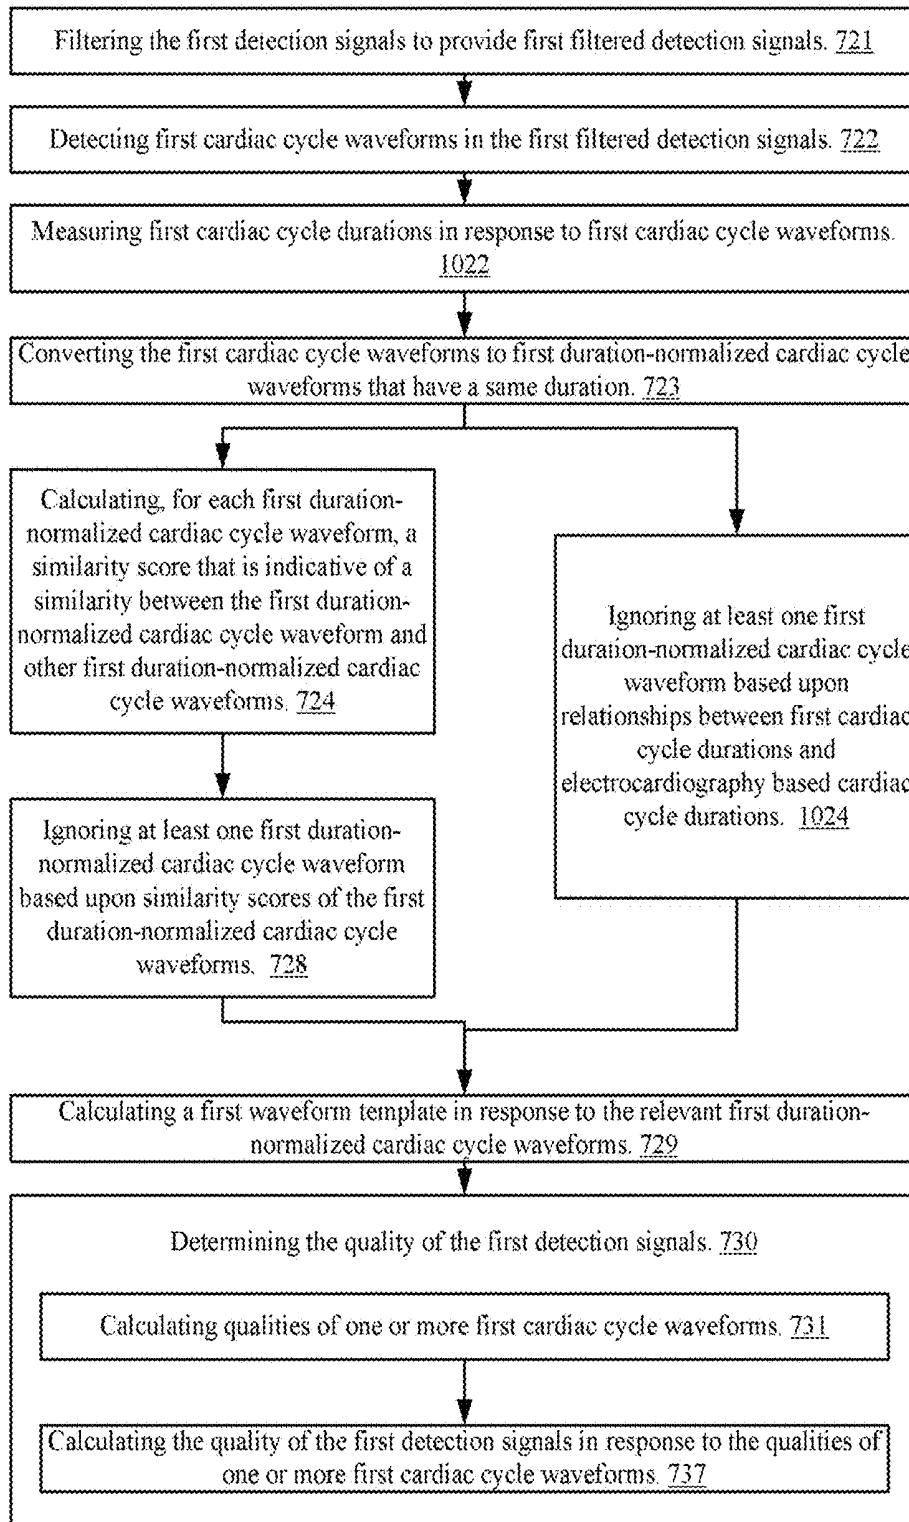 Filtering the first detection signals to provide first filtered detection signals. 721
Detecting first cardiac cycle waveforms in the first filtered detection signals. 722
Measuring first cardiac cycle durations in response to first cardiac cycle waveforms.
1022
Converting the first cardiac cycle waveforms to first duration-normalized cardiac cycle
waveforms that have a same duration. 723
Calculating, for each first duration-
normalized cardiac cycle waveform, a
similarity score that is indicative of a
similarity between the first duration-
normalized cardiac cycle waveform and
other first duration-normalized cardiac
cycle waveforms. 724
Ignoring at least one first duration-
normalized cardiac cycle waveform
based upon similarity scores of the first
duration-normalized cardiac cycle
waveforms. 728
Ignoring at least one first
duration-normalized cardiac cycle
waveform based upon
relationships between first cardiac
cycle durations and
electrocardiography based cardiac
cycle durations. 1024
Calculating a first waveform template in response to the relevant first duration-
normalized cardiac cycle waveforms. 729
Determining the quality of the first detection signals. 730
Calculating qualities of one or more first cardiac cycle waveforms. 731
Calculating the quality of the first detection signals in response to the qualities of
one or more first cardiac cycle waveforms. 737